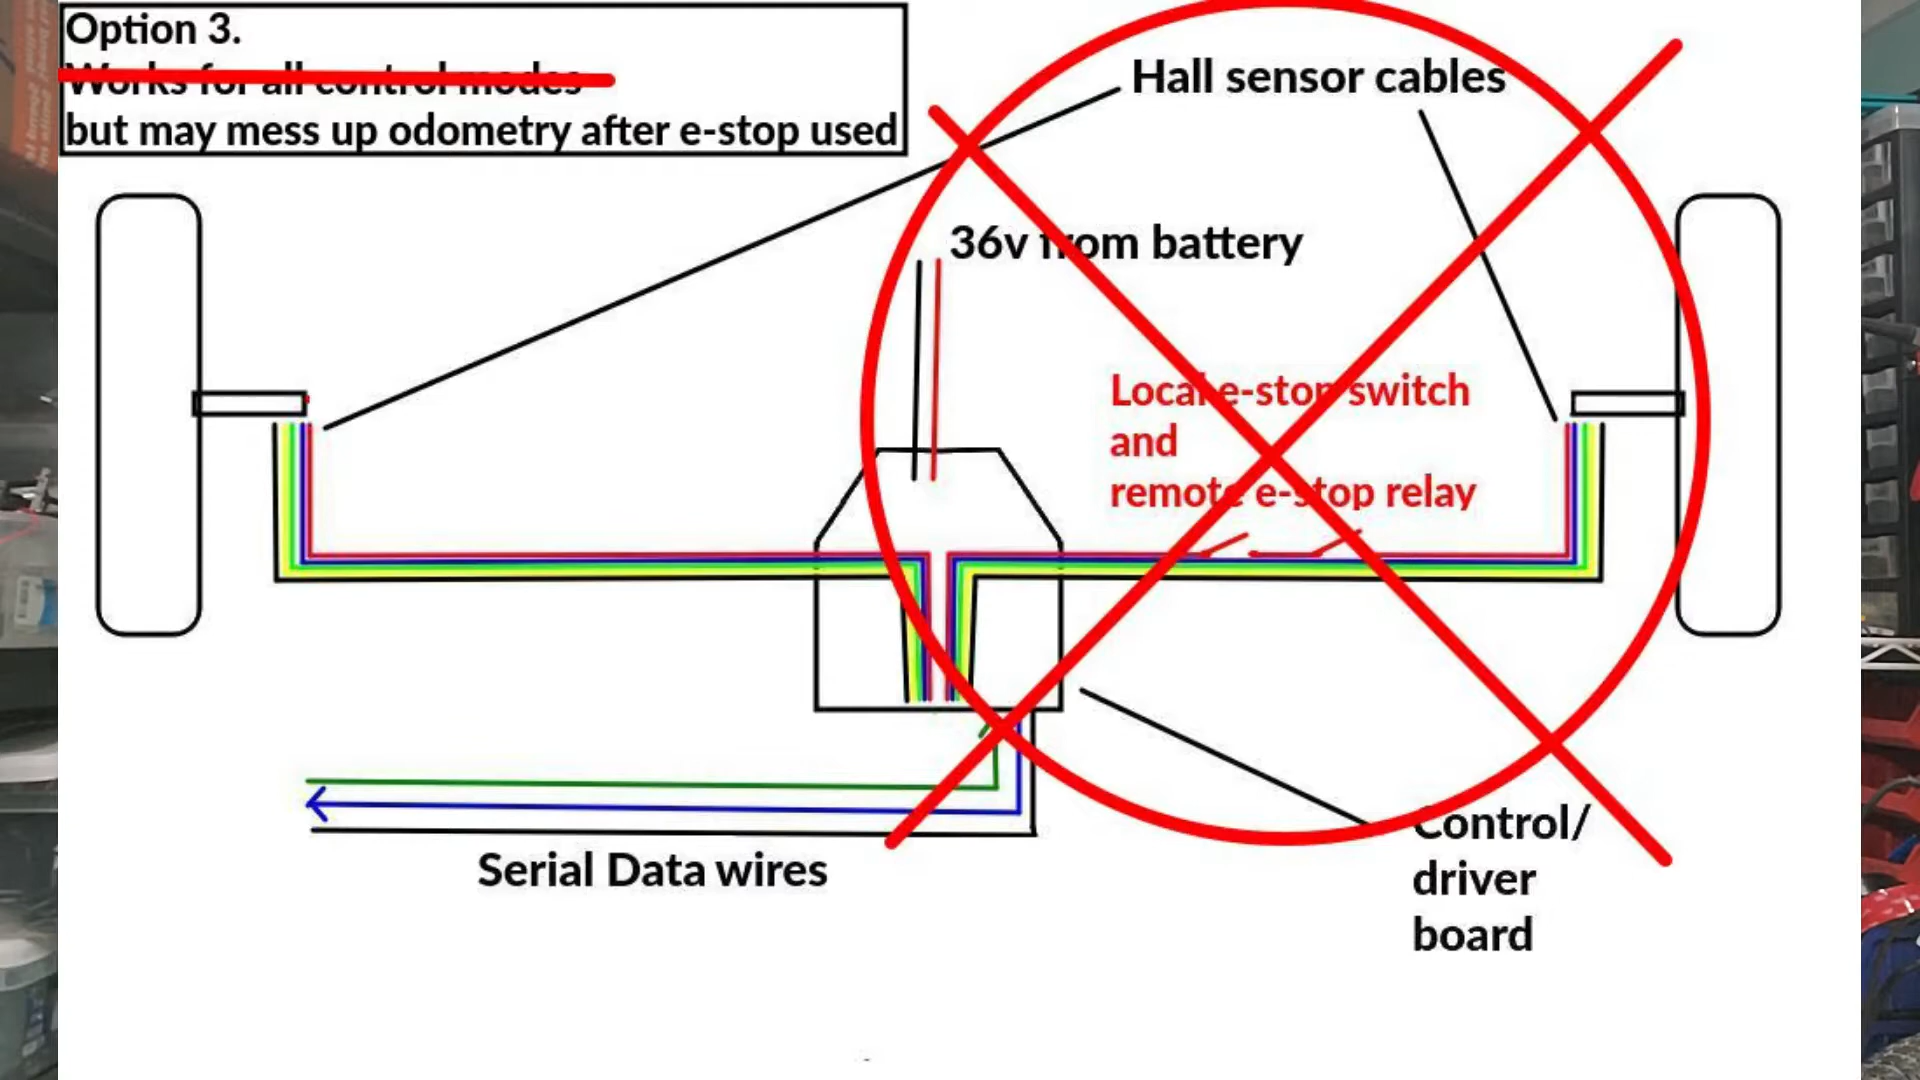 Option 3.
Works for all control modes
but may mess up odometry after e-stop used
Hall sensor cables
36v from battery
Local e-stop switch
and
remote e-stop relay
Serial Data wires
Control/
driver
board